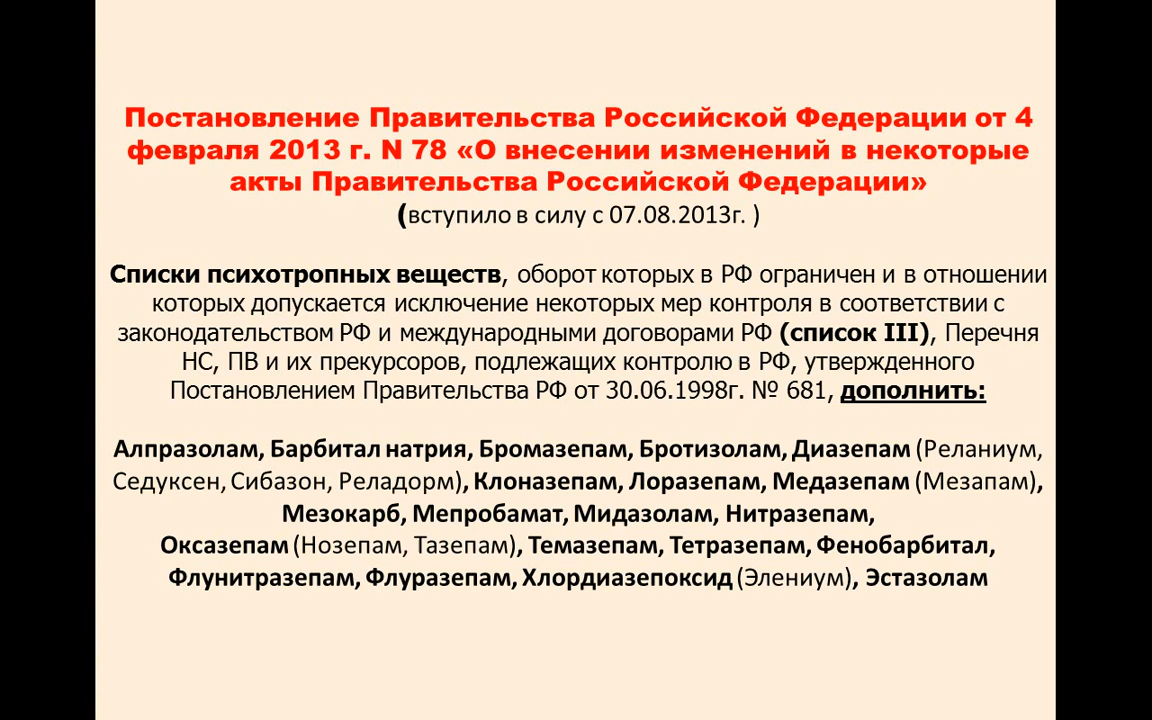 Постановление Правительства Российской Федерации от 4
февраля 2013 г. N 78 «О внесении изменений в некоторые
акты Правительства Российской Федерации»
(вступило в силу с 07.08.2013г. )
Списки психотропных веществ, оборот которых в РФ ограничен и в отношении
которых допускается исключение некоторых мер контроля в соответствии с
законодательством РФ и международными договорами РФ (список III), Перечня
НС, ПВ и их прекурсоров, подлежащих контролю в РФ, утвержденного
Постановлением Правительства РФ от 30.06.1998г. № 681, дополнить:
Алпразолам, Барбитал натрия, Бромазепам, Бротизолам, Диазепам (Реланиум,
Седуксен, Сибазон, Реладорм), Клоназепам, Лоразепам, Медазепам (Мезапам),
Мезокарб, Мепробамат, Мидазолам, Нитразепам,
Оксазепам (Нозепам, Тазепам), Темазепам, Тетразепам, Фенобарбитал,
Флунитразепам, Флуразепам, Хлордиазепоксид (Элениум), Эстазолам